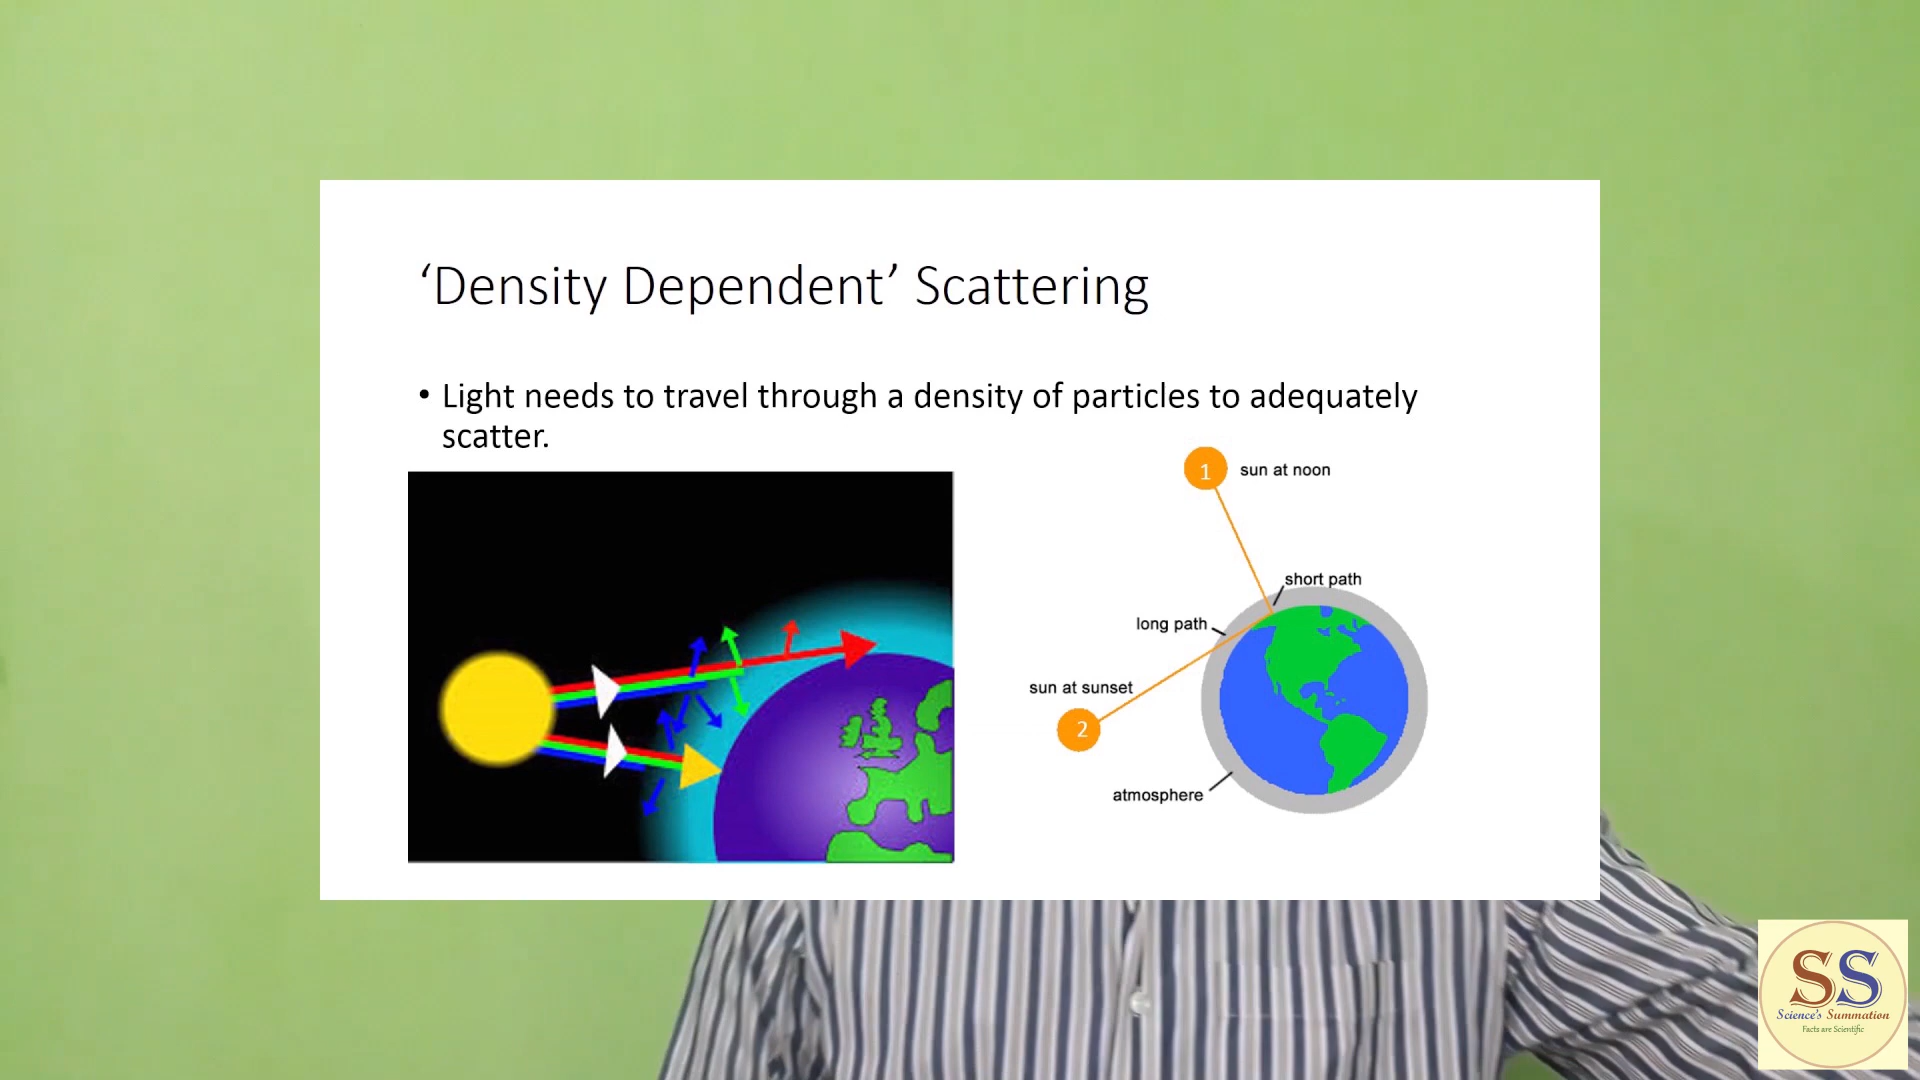 ‘Density Dependent’ Scattering
• Light needs to travel through a density of particles to adequately
scatter.
1
sun at noon
short path
long path
sun at sunset
2
atmosphere
SS
Science's Summation
Facts are Scientific